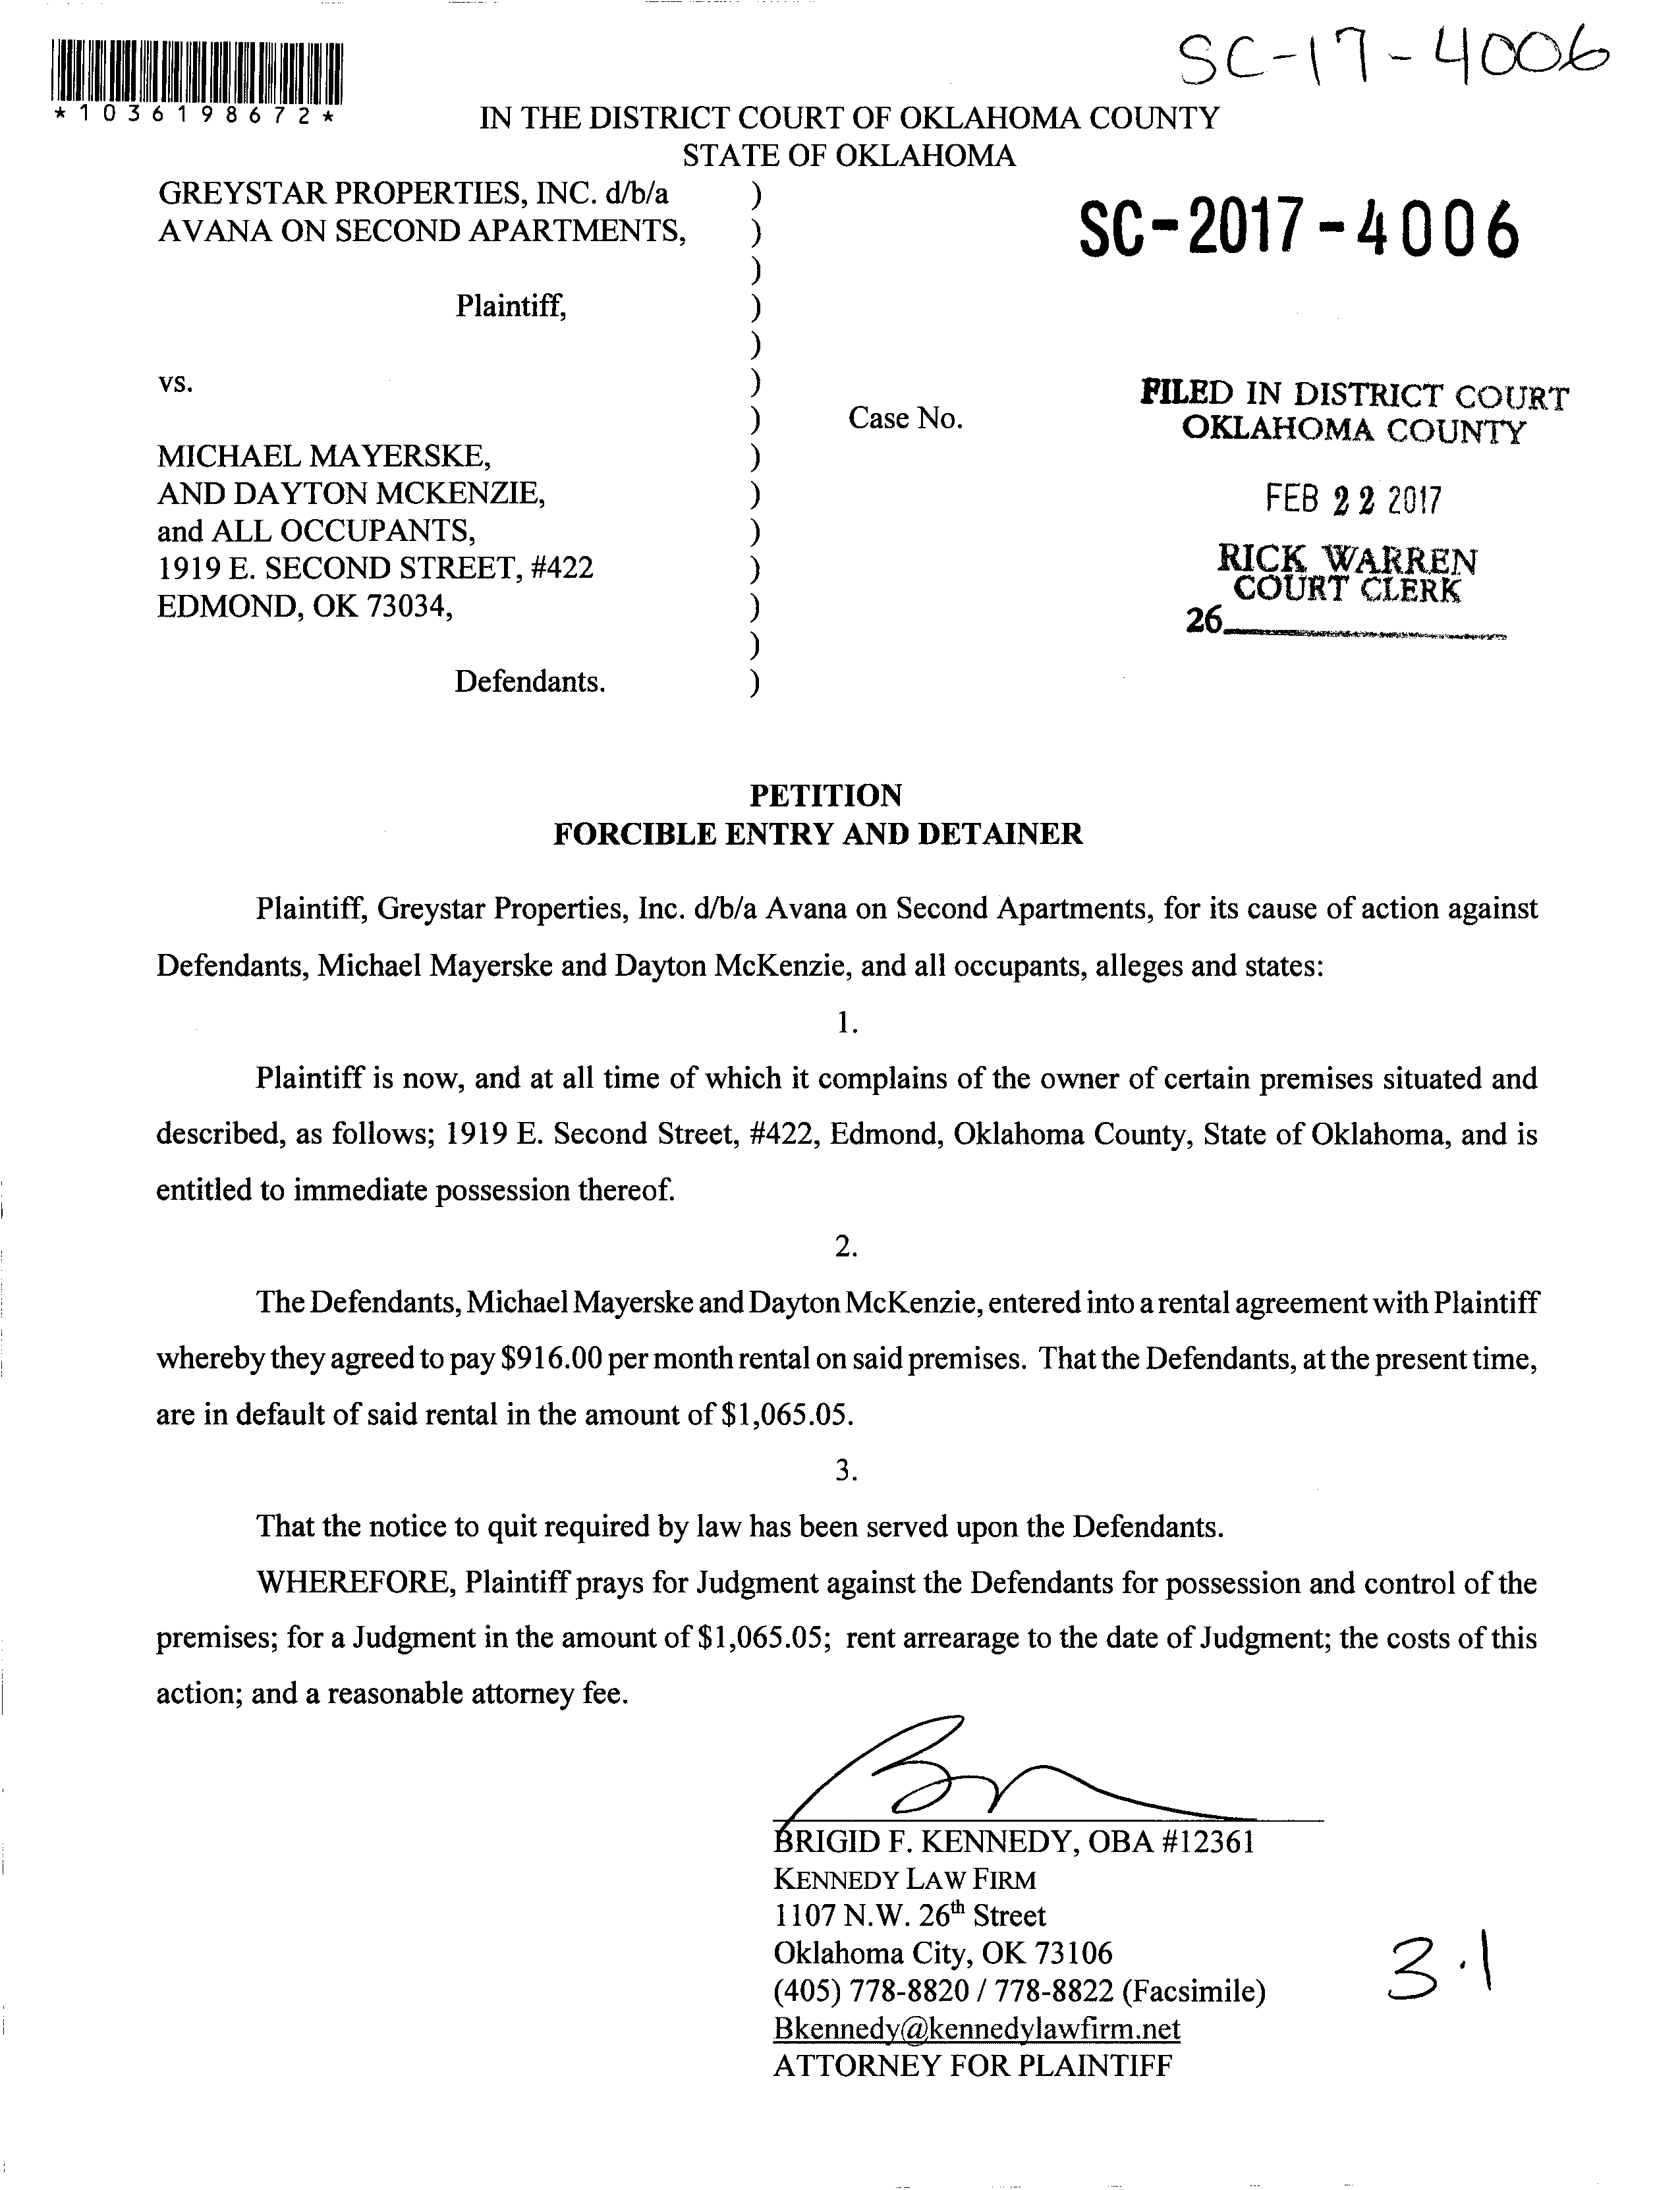 SC-17-4006
*1036198672*
IN THE DISTRICT COURT OF OKLAHOMA COUNTY
STATE OF OKLAHOMA
GREYSTAR PROPERTIES, INC. d/b/a )
AVANA ON SECOND APARTMENTS, )
)
Plaintiff, )
)
vs. )
) Case No.
MICHAEL MAYERSKE, )
AND DAYTON MCKENZIE, )
and ALL OCCUPANTS, )
1919 E. SECOND STREET, #422 )
EDMOND, OK 73034, )
)
Defendants. )
SC-2017-4006
FILED IN DISTRICT COURT
OKLAHOMA COUNTY
FEB 22 2017
RICK WARREN
COURT CLERK
26
PETITION
FORCIBLE ENTRY AND DETAINER
Plaintiff, Greystar Properties, Inc. d/b/a Avana on Second Apartments, for its cause of action against
Defendants, Michael Mayerske and Dayton McKenzie, and all occupants, alleges and states:
1.
Plaintiff is now, and at all time of which it complains of the owner of certain premises situated and
described, as follows; 1919 E. Second Street, #422, Edmond, Oklahoma County, State of Oklahoma, and is
entitled to immediate possession thereof.
2.
The Defendants, Michael Mayerske and Dayton McKenzie, entered into a rental agreement with Plaintiff
whereby they agreed to pay $916.00 per month rental on said premises. That the Defendants, at the present time,
are in default of said rental in the amount of $1,065.05.
3.
That the notice to quit required by law has been served upon the Defendants.
WHEREFORE, Plaintiff prays for Judgment against the Defendants for possession and control of the
premises; for a Judgment in the amount of $1,065.05; rent arrearage to the date of Judgment; the costs of this
action; and a reasonable attorney fee.
BRIGID F. KENNEDY, OBA #12361
KENNEDY LAW FIRM
1107 N.W. 26th Street
Oklahoma City, OK 73106
(405) 778-8820 / 778-8822 (Facsimile)
Bkennedy@kennedylawfirm.net
ATTORNEY FOR PLAINTIFF
3.1